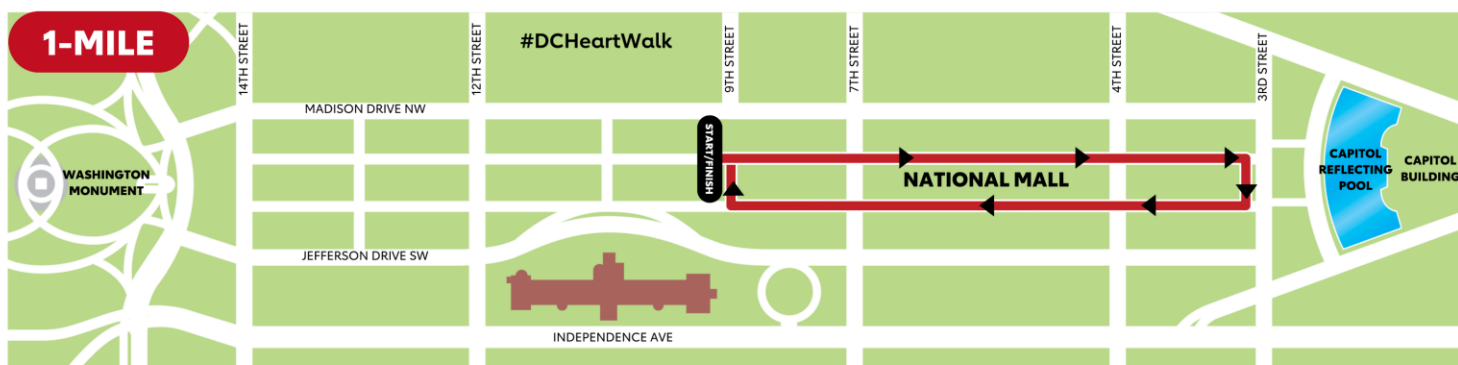 1-MILE
#DCHeartWalk
14TH STREET
12TH STREET
9TH STREET
7TH STREET
4TH STREET
3RD STREET
MADISON DRIVE NW
START/FINISH
WASHINGTON
MONUMENT
NATIONAL MALL
CAPITOL
REFLECTING
POOL
CAPITOL
BUILDING
JEFFERSON DRIVE SW
INDEPENDENCE AVE